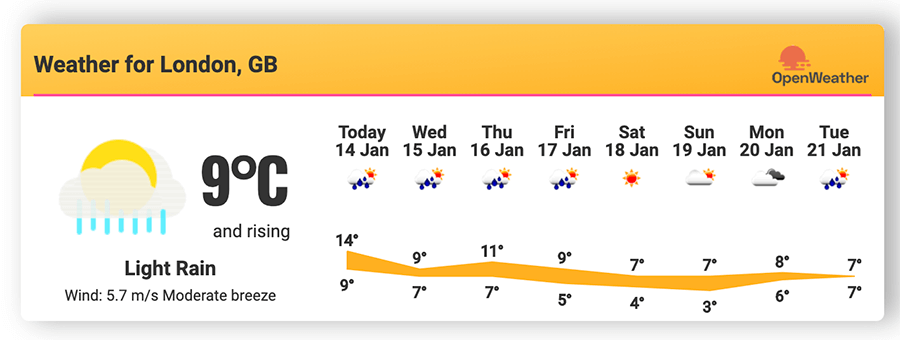 Weather for London, GB
OpenWeather
9°C
and rising
Light Rain
Wind: 5.7 m/s Moderate breeze
Today Wed Thu Fri Sat Sun Mon Tue
14 Jan 15 Jan 16 Jan 17 Jan 18 Jan 19 Jan 20 Jan 21 Jan
14° 9° 11° 9° 7° 7° 8° 7°
9° 7° 7° 5° 4° 3° 6° 7°